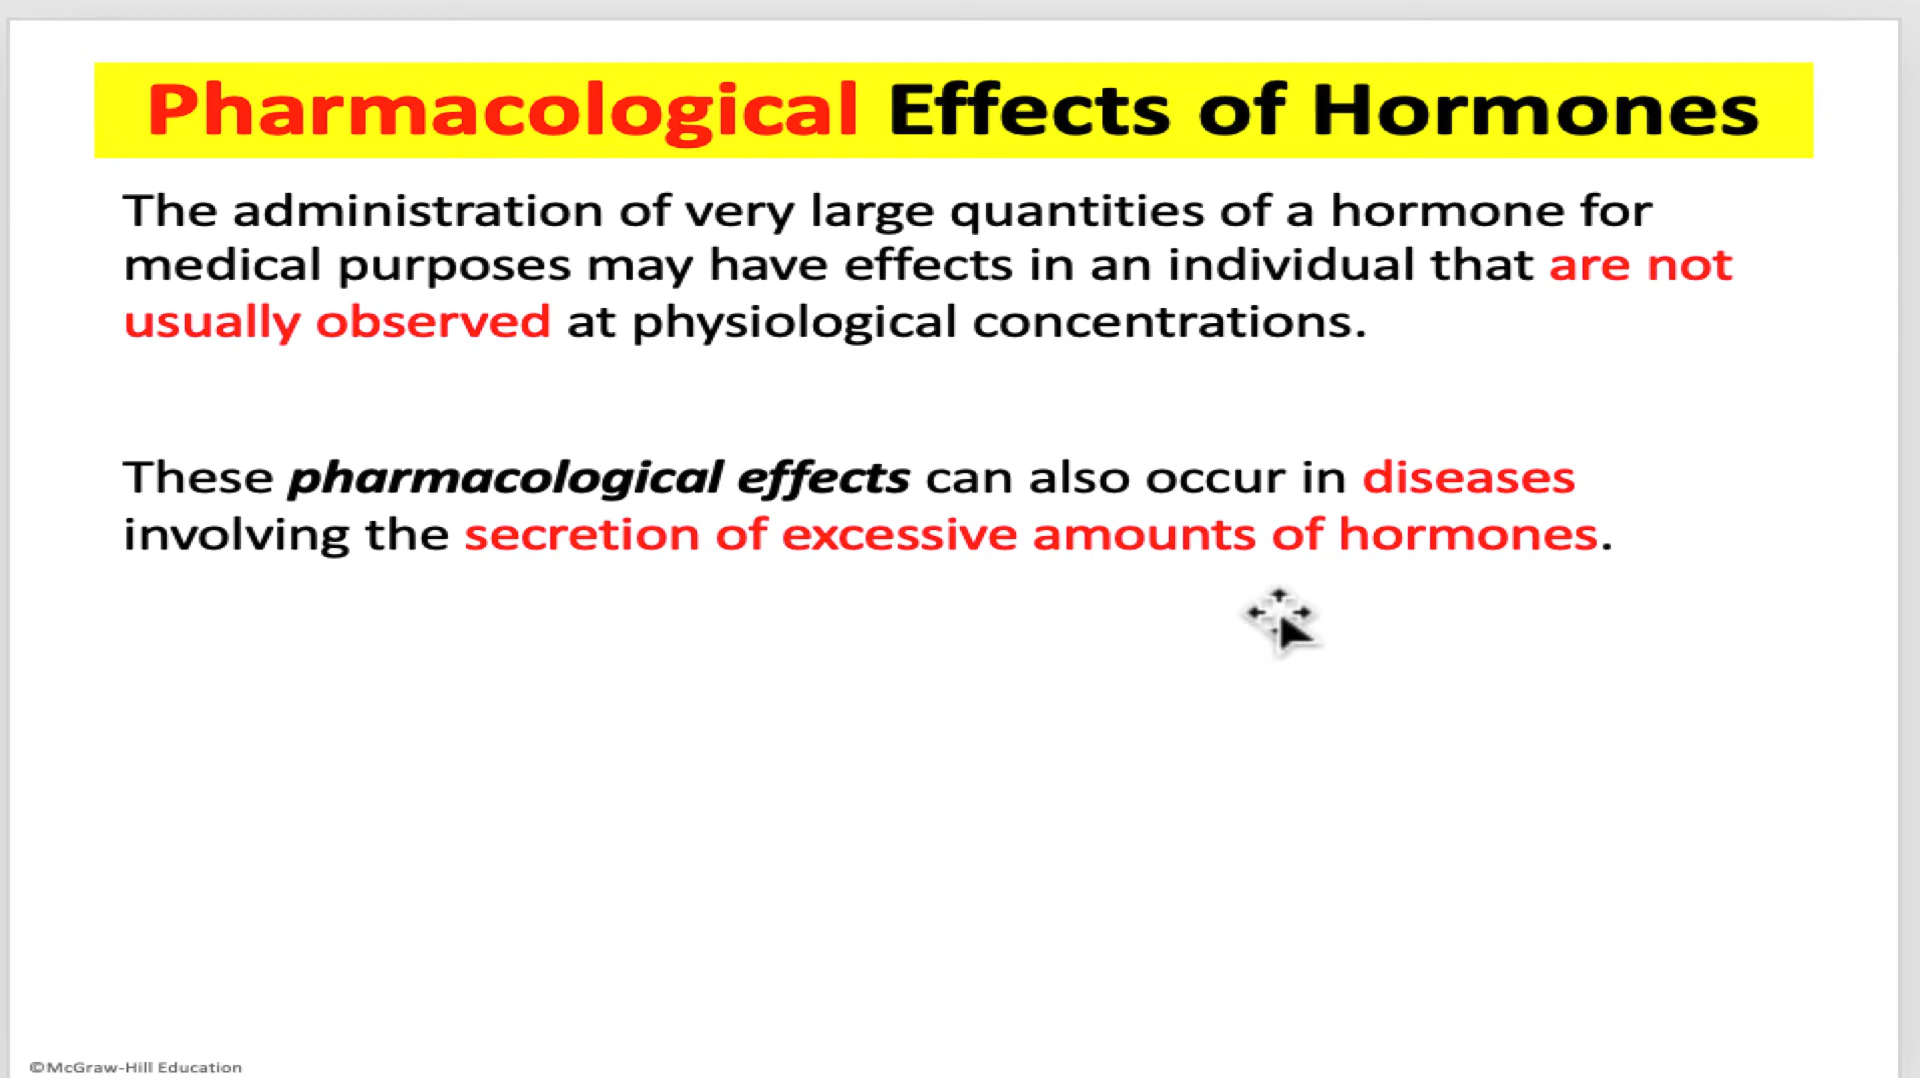 Pharmacological Effects of Hormones
The administration of very large quantities of a hormone for
medical purposes may have effects in an individual that are not
usually observed at physiological concentrations.
These pharmacological effects can also occur in diseases
involving the secretion of excessive amounts of hormones.
©McGraw-Hill Education